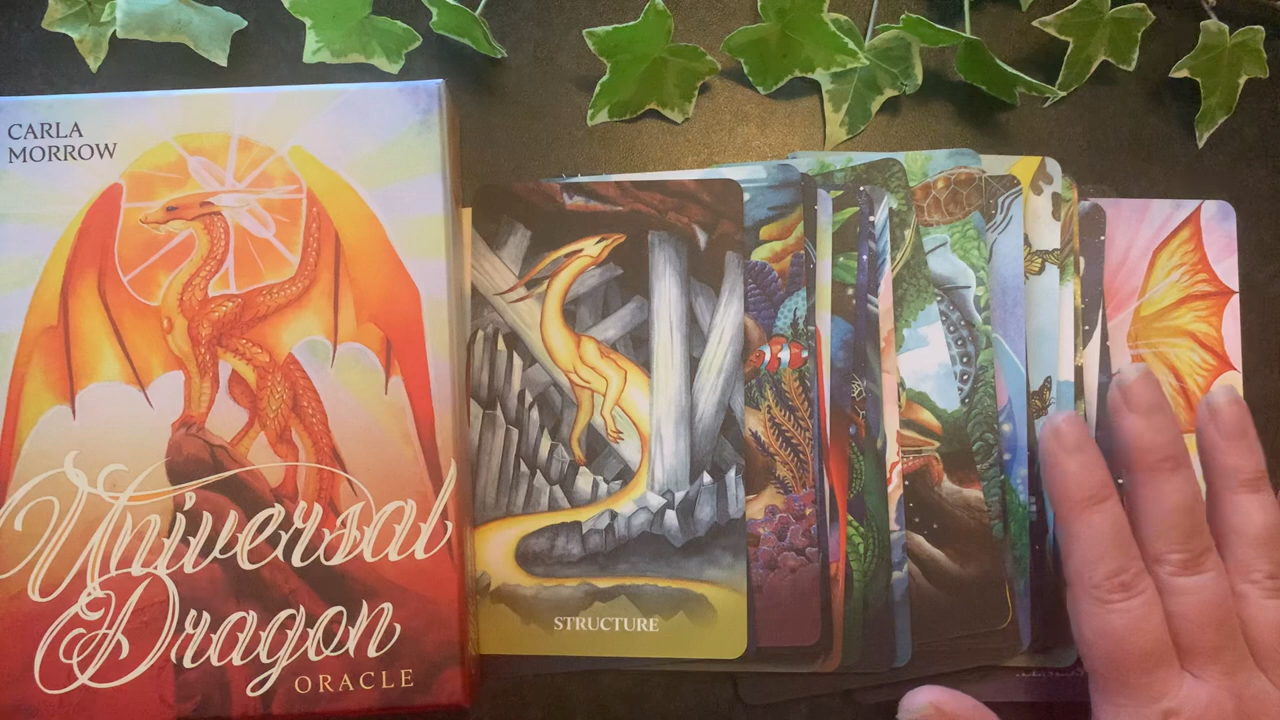 CARLA
MORROW
Universal
Dragon
ORACLE
STRUCTURE